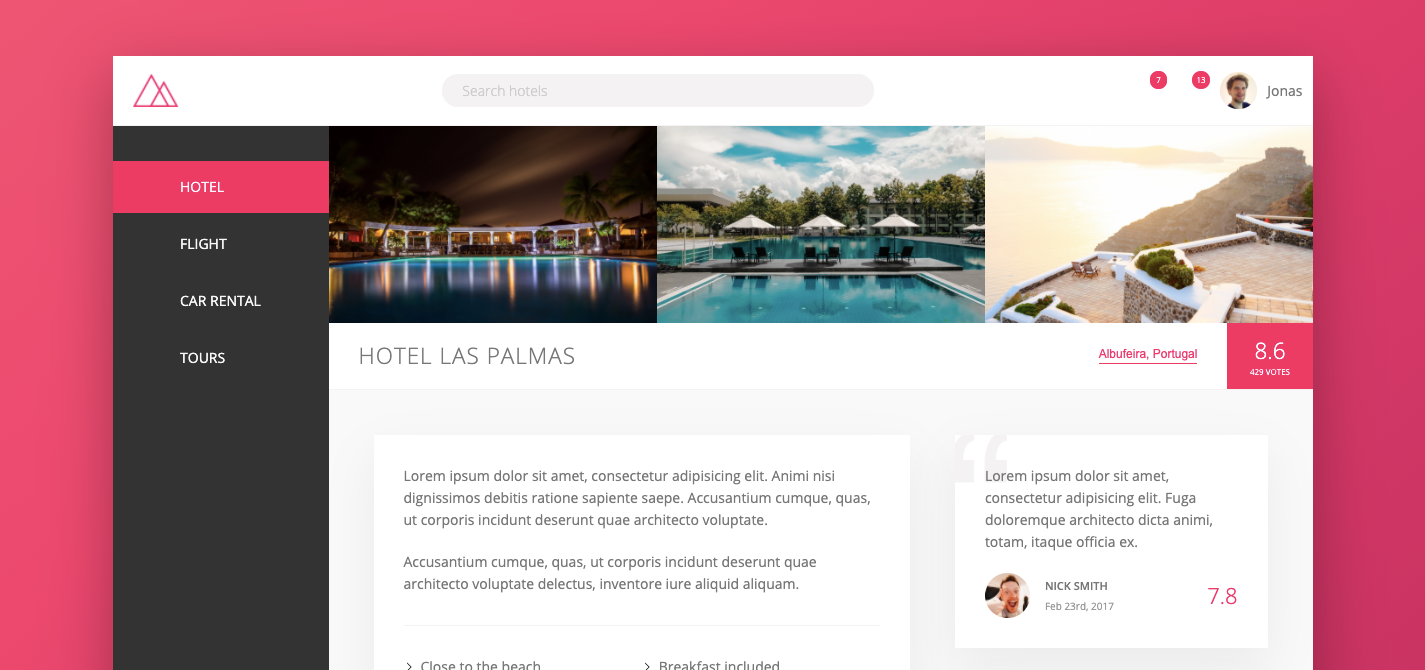 Search hotels
7
13
Jonas
HOTEL
FLIGHT
CAR RENTAL
TOURS
HOTEL LAS PALMAS
Albufeira, Portugal
8.6
429 VOTES
Lorem ipsum dolor sit amet, consectetur adipisicing elit. Animi nisi
dignissimos debitis ratione sapiente saepe. Accusantium cumque, quas,
ut corporis incidunt deserunt quae architecto voluptate.
Accusantium cumque, quas, ut corporis incidunt deserunt quae
architecto voluptate delectus, inventore iure aliquid aliquam.
Close to the beach
Breakfast included
“
Lorem ipsum dolor sit amet,
consectetur adipisicing elit. Fuga
doloremque architecto dicta animi,
totam, itaque officia ex.
NICK SMITH
Feb 23rd, 2017
7.8